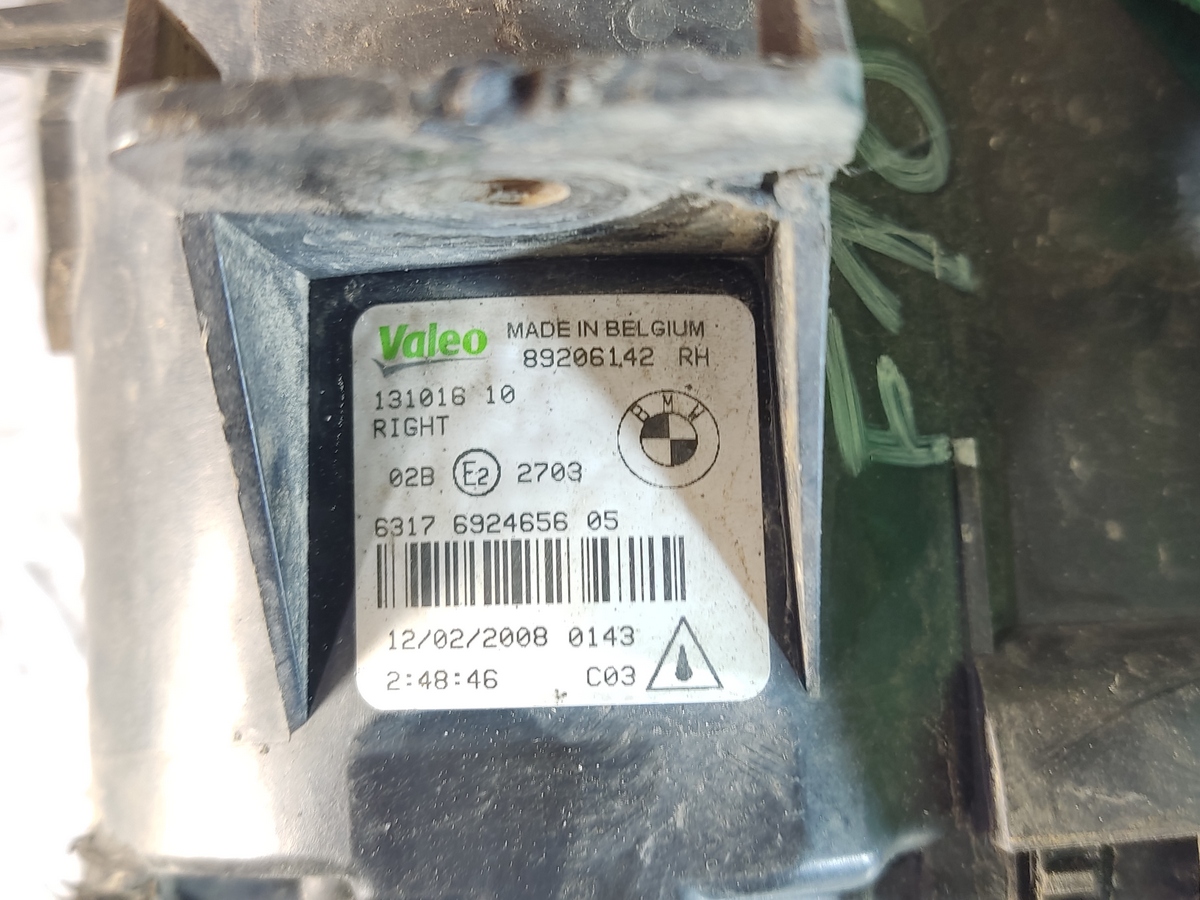 Valeo MADE IN BELGIUM
89206142 RH
131016 10
RIGHT
BMW
02B E2 2703
6317 6924656 05
12/02/2008 0143
2:48:46 C03